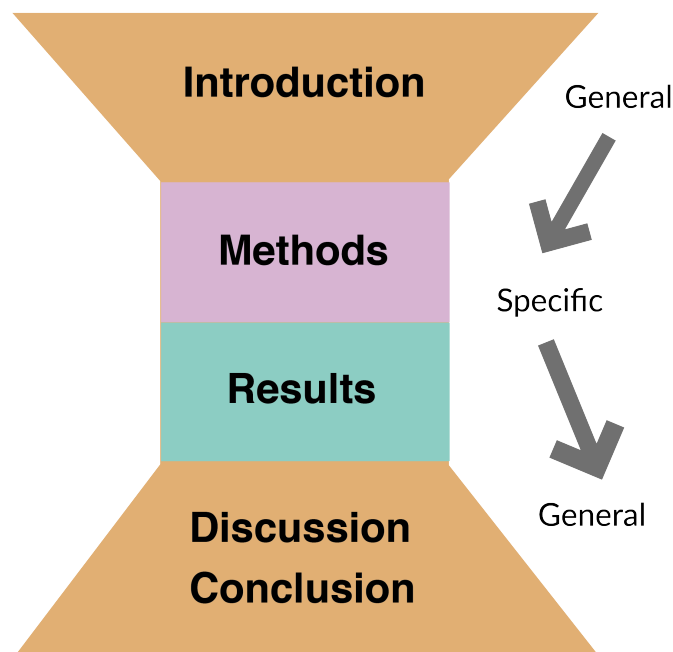 Introduction
General
Methods
Specific
Results
General
Discussion
Conclusion